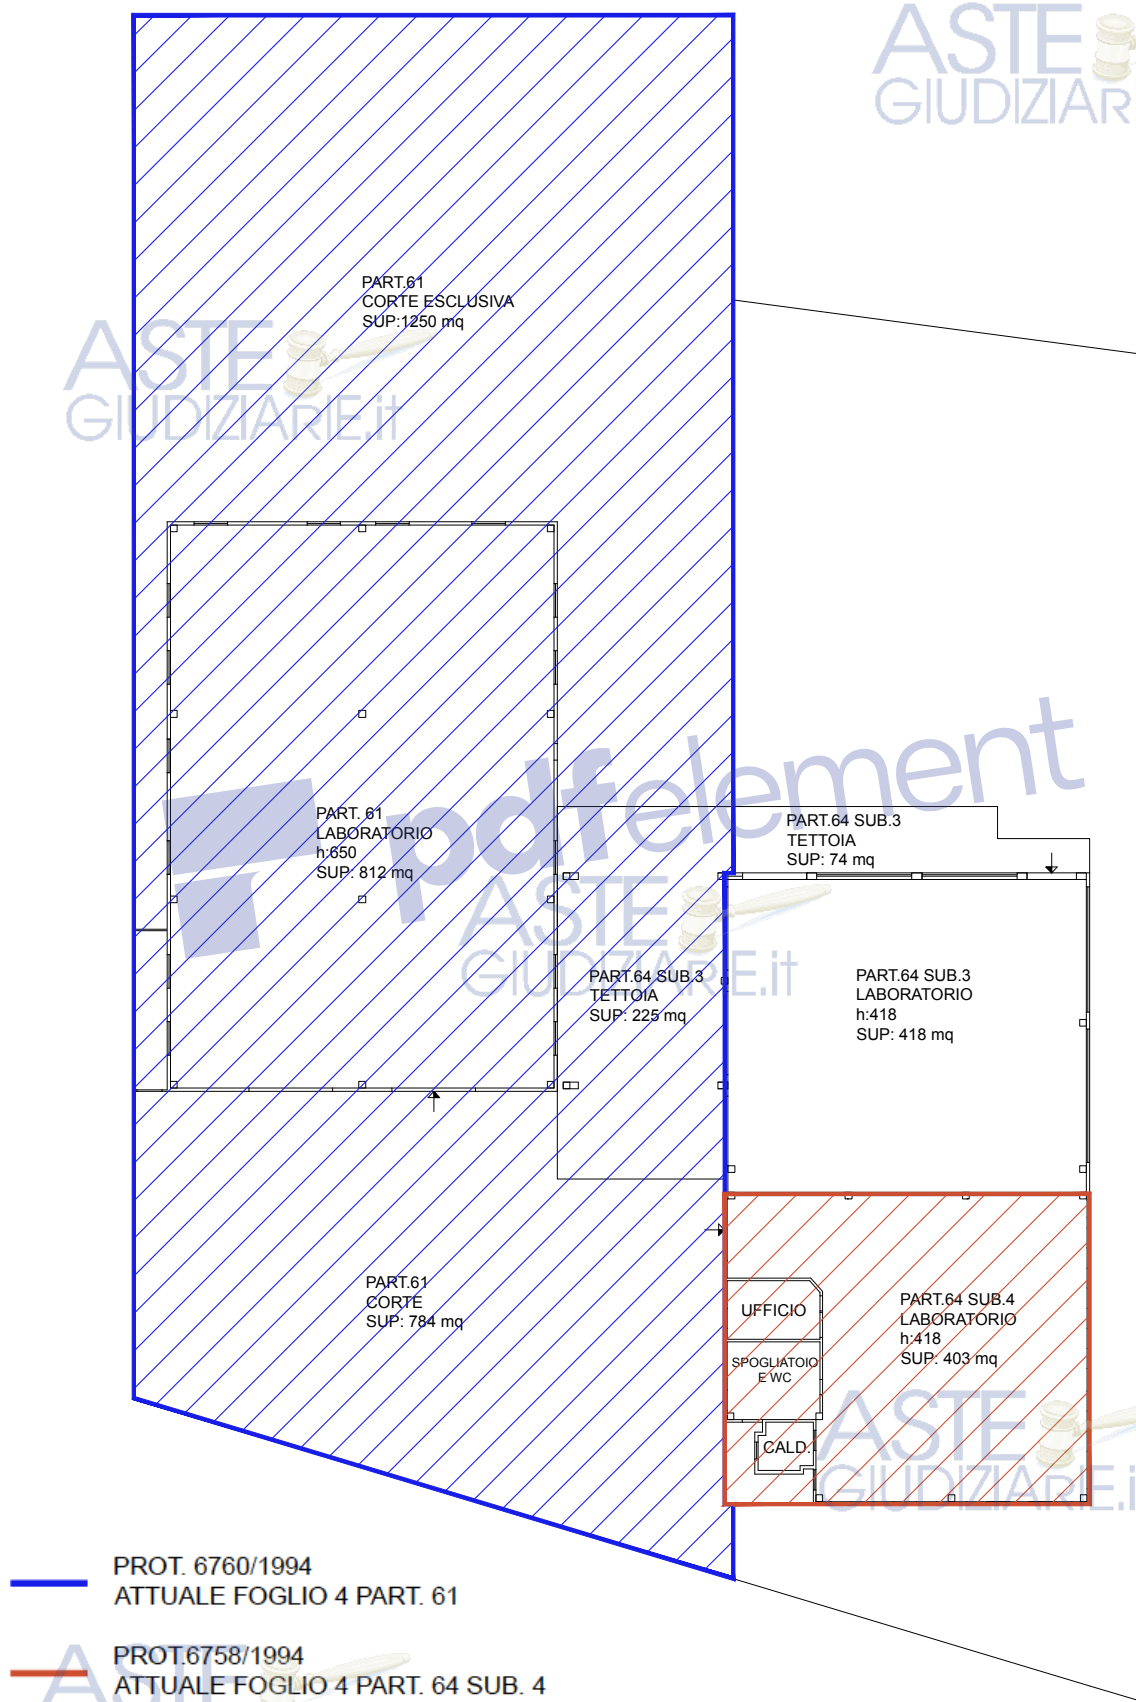 ASTE
GIUDIZIAR
PART.61
CORTE ESCLUSIVA
SUP:1250 mq
ASTE
GIUDIZIARIE.it
pdfelement
PART. 61
LABORATORIO
h:650
SUP. 812 mq
PART.64 SUB.3
TETTOIA
SUP: 74 mq
ASTE
GIUDIZIARIE.it
PART.64 SUB.3
TETTOIA
SUP: 225 mq
PART.64 SUB.3
LABORATORIO
h:418
SUP: 418 mq
PART.61
CORTE
SUP: 784 mq
UFFICIO
SPOGLIATOIO
E WC
CALD.
PART.64 SUB.4
LABORATORIO
h:418
SUP. 403 mq
ASTE
GIUDIZIARIE.i
PROT. 6760/1994
ATTUALE FOGLIO 4 PART. 61
PROT.6758/1994
ATTUALE FOGLIO 4 PART. 64 SUB. 4
ASTE